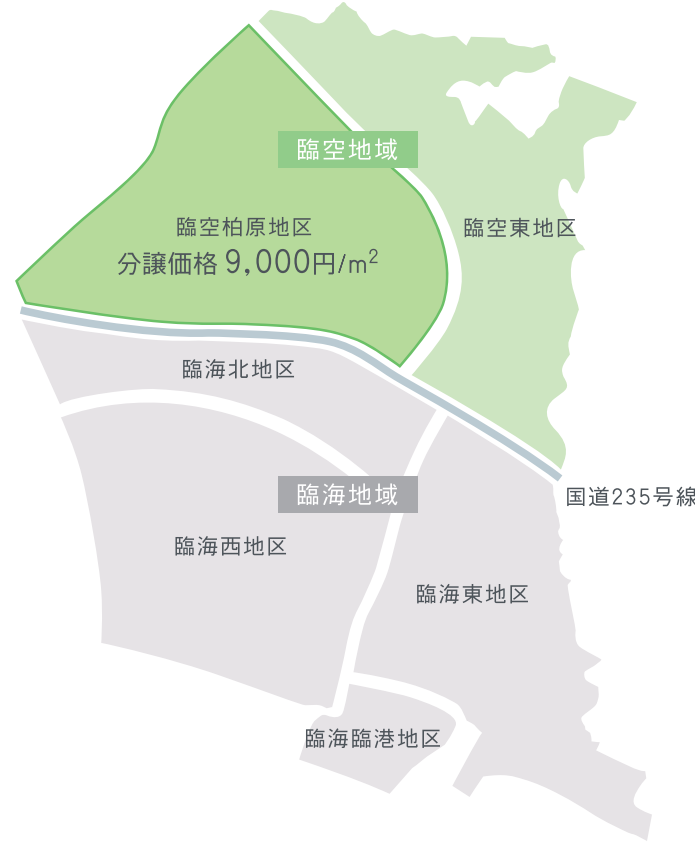 臨空地域
臨空柏原地区
分譲価格 9,000円/m²
臨空東地区
臨海北地区
臨海地域
国道235号線
臨海西地区
臨海東地区
臨海臨港地区